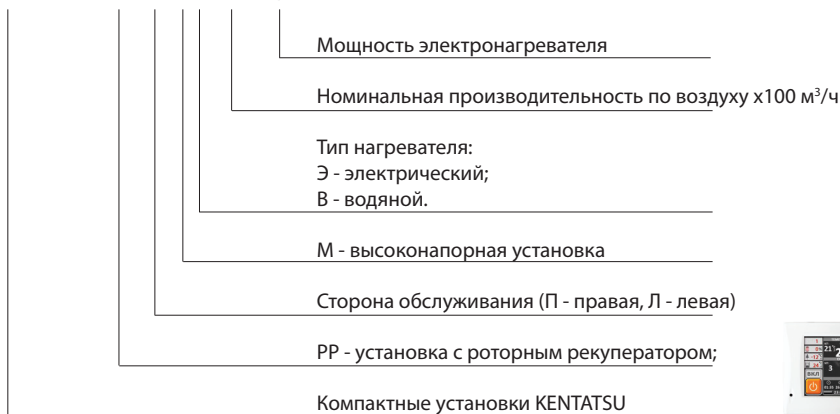 Мощность электронагревателя
Номинальная производительность по воздуху х100 м³/ч
Тип нагревателя:
Э - электрический;
В - водяной.
М - высоконапорная установка
Сторона обслуживания (П - правая, Л - левая)
РР - установка с роторным рекуператором;
Компактные установки KENTATSU